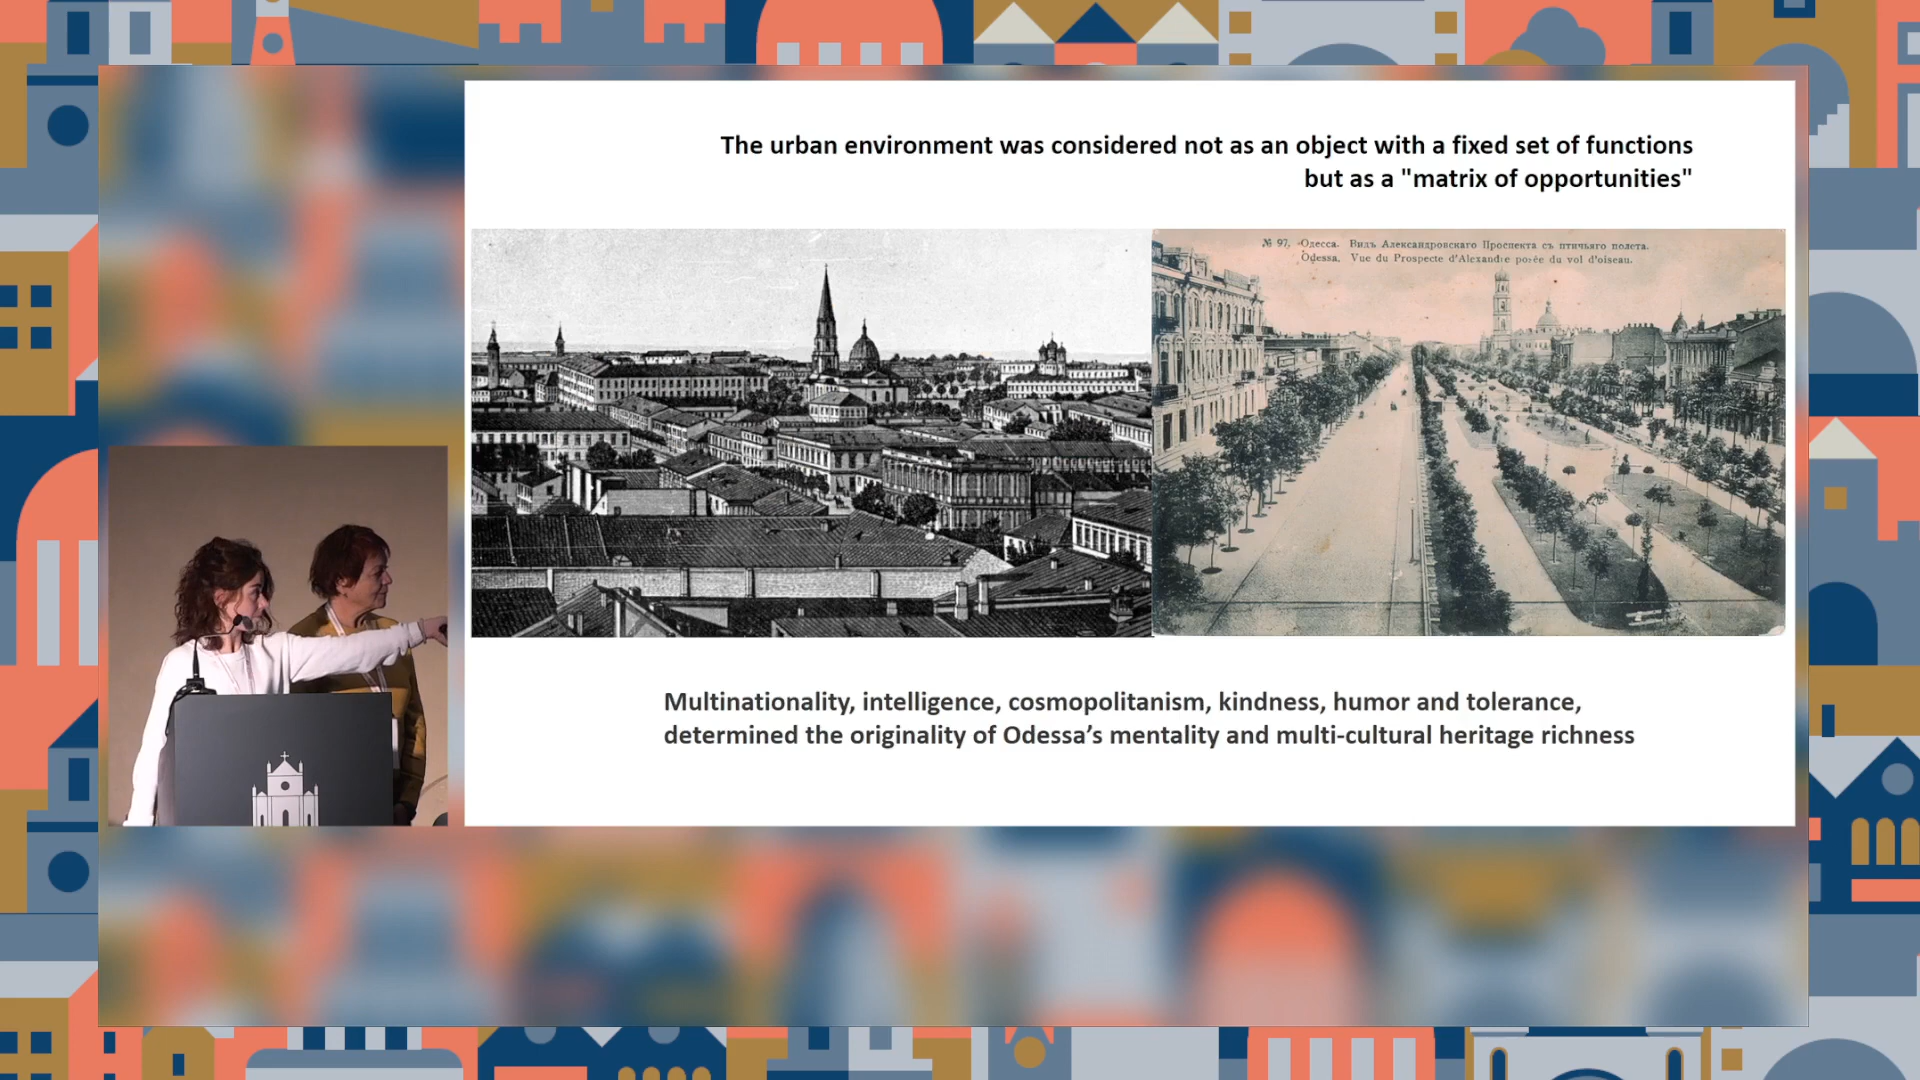 The urban environment was considered not as an object with a fixed set of functions
but as a "matrix of opportunities"
№ 97. Одесса. Видъ Александровскаго Проспекта съ птичьяго полета.
Odessa. Vue du Prospecte d'Alexandre porée du vol d'oiseau.
Multinationality, intelligence, cosmopolitanism, kindness, humor and tolerance,
determined the originality of Odessa’s mentality and multi-cultural heritage richness